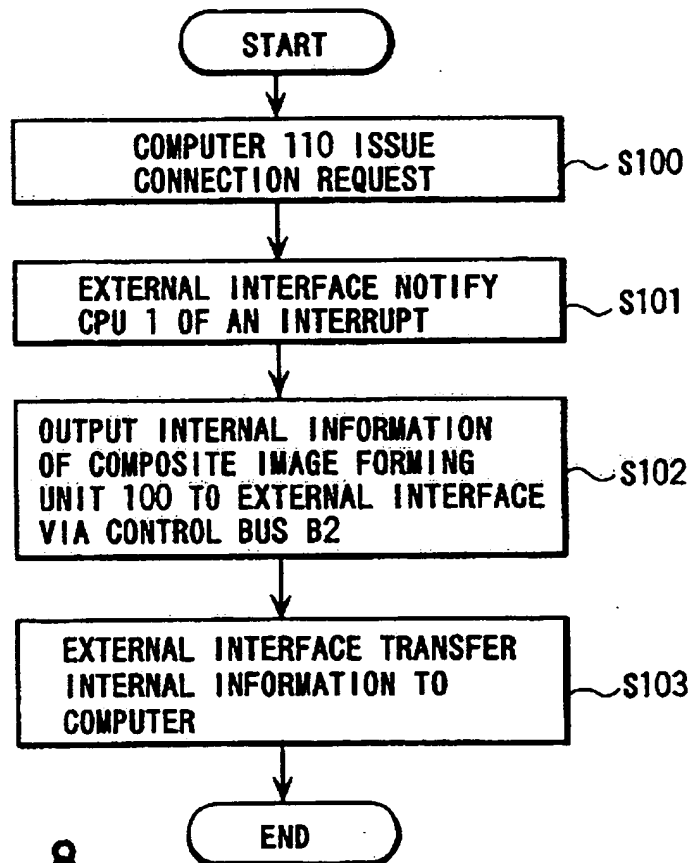 START
COMPUTER 110 ISSUE
CONNECTION REQUEST
S100
EXTERNAL INTERFACE NOTIFY
CPU 1 OF AN INTERRUPT
S101
OUTPUT INTERNAL INFORMATION
OF COMPOSITE IMAGE FORMING
UNIT 100 TO EXTERNAL INTERFACE
VIA CONTROL BUS B2
S102
EXTERNAL INTERFACE TRANSFER
INTERNAL INFORMATION TO
COMPUTER
S103
END